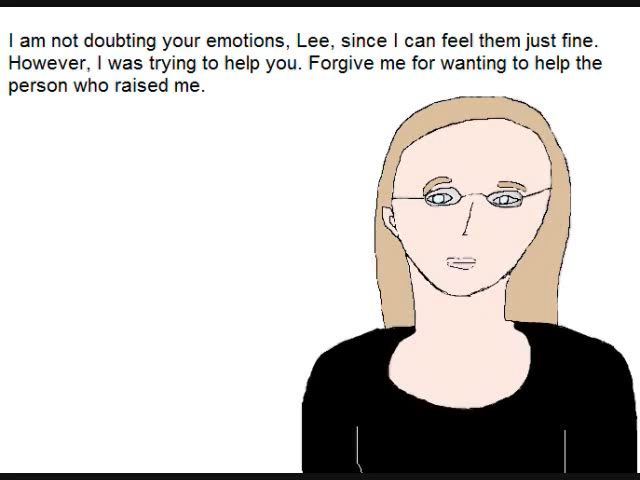 I am not doubting your emotions, Lee, since I can feel them just fine.
However, I was trying to help you. Forgive me for wanting to help the
person who raised me.